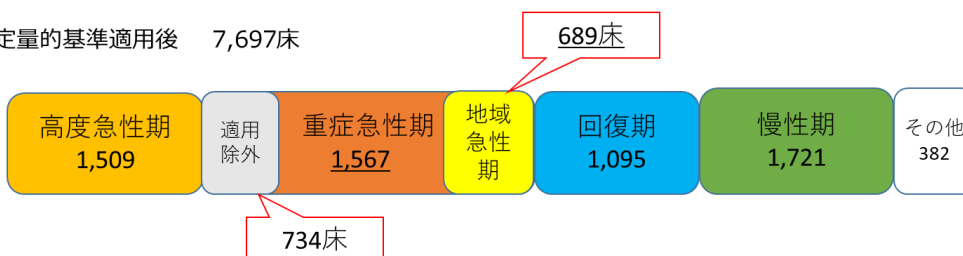 定量的基準適用後 7,697床
689床
高度急性期
1,509
適用
除外
重症急性期
1,567
地域
急性
期
回復期
1,095
慢性期
1,721
その他
382
734床